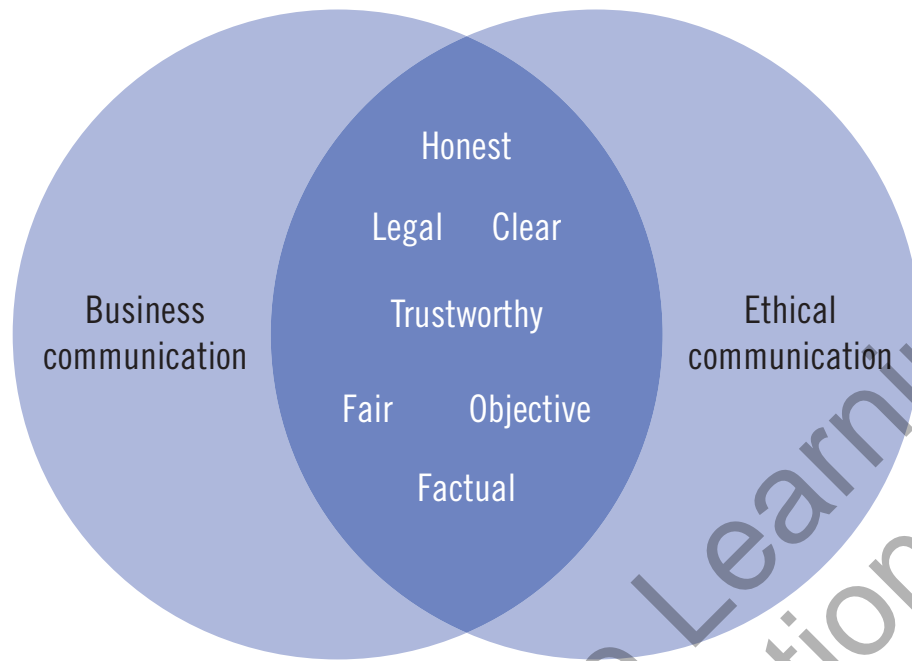 Honest
Legal Clear
Trustworthy
Business
communication
Ethical
communication
Fair Objective
Factual